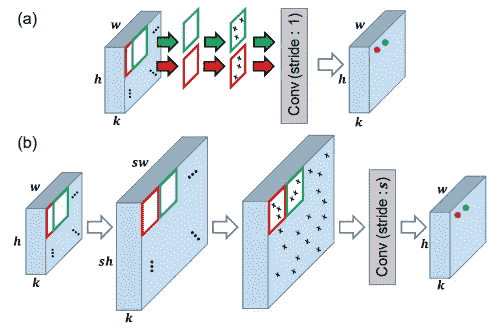 (a)
w
h
k
Conv (stride : 1)
w
h
k
(b)
w
h
k
sw
sh
k
Conv (stride : s)
w
h
k